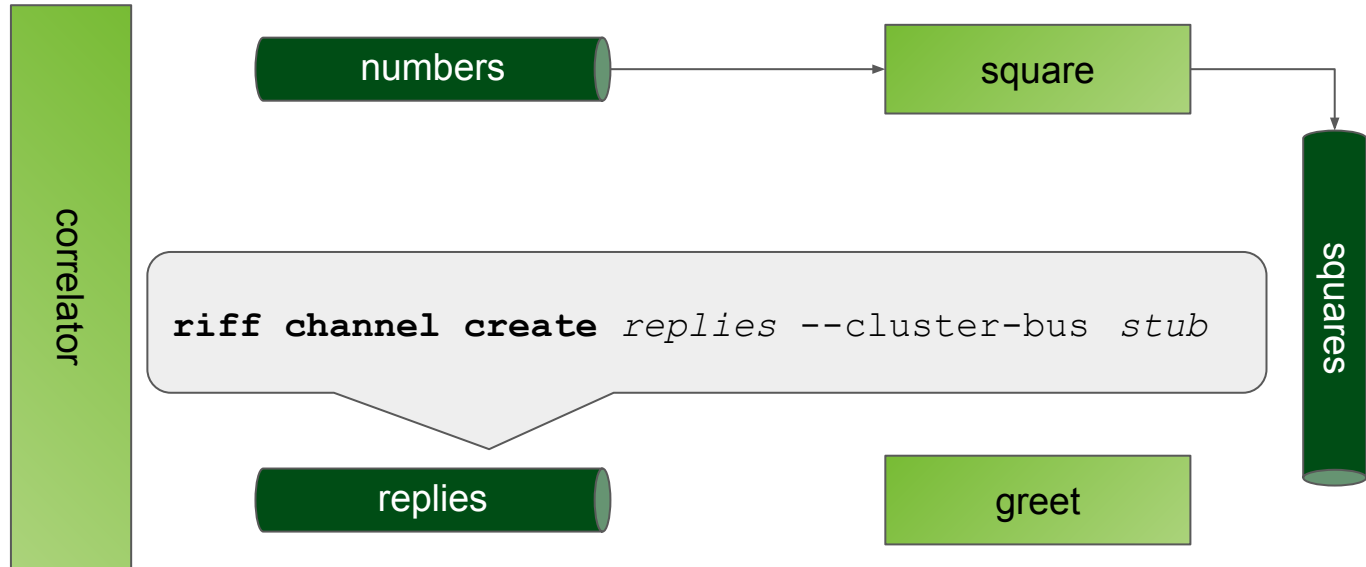 numbers
square
correlator
squares
riff channel create replies --cluster-bus stub
replies
greet